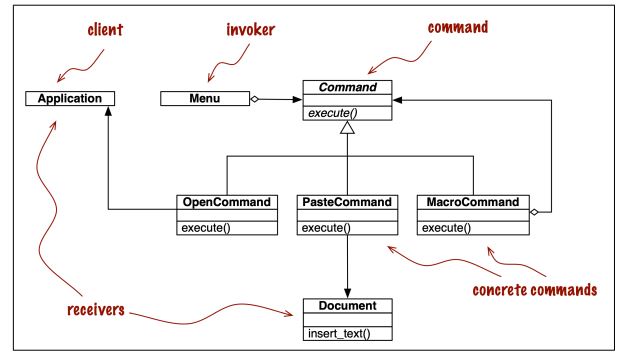 client
invoker
command
Application
Menu
Command
execute()
OpenCommand
execute()
PasteCommand
execute()
MacroCommand
execute()
concrete commands
receivers
Document
insert_text()